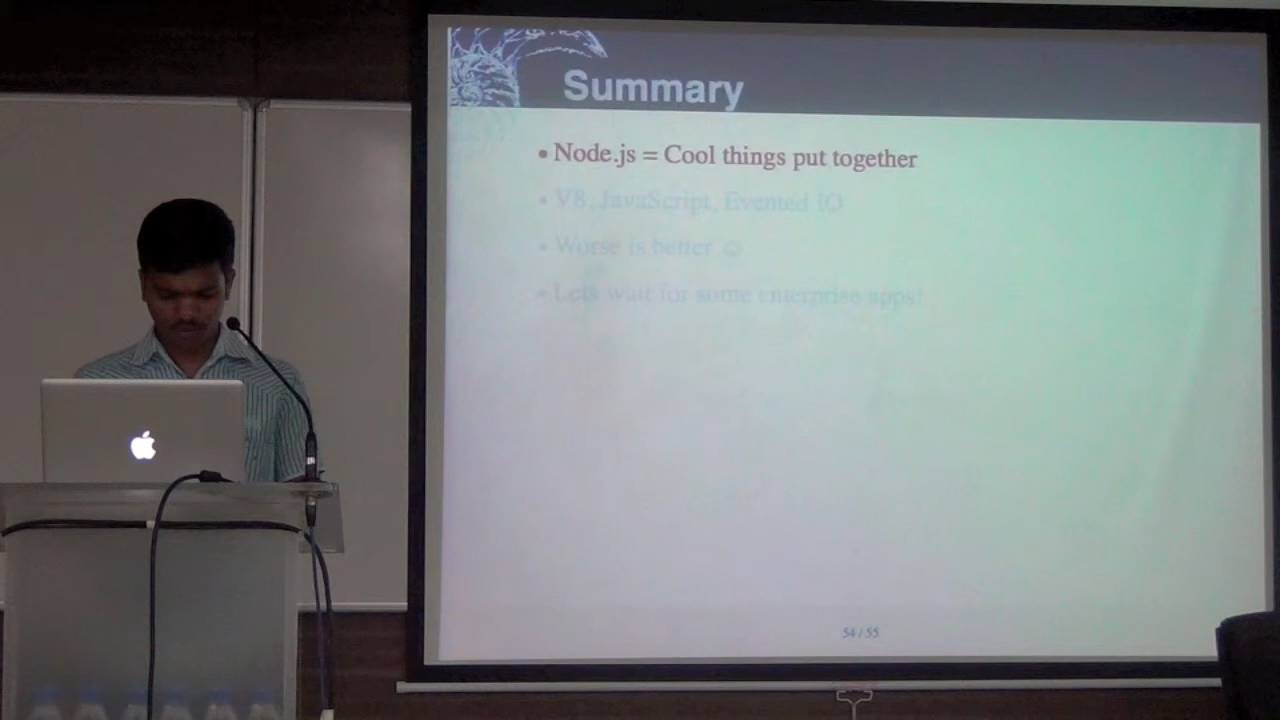 Summary
• Node.js = Cool things put together
• V8, JavaScript, Evented IO
• Worse is better ☺
• Lets wait for some enterprise apps!
54 / 55